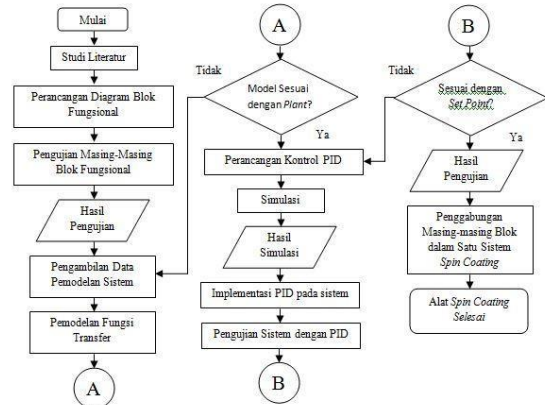 Mulai
Studi Literatur
Perancangan Diagram Blok
Fungsional
Pengujian Masing-Masing
Blok Fungsional
Hasil
Pengujian
Pengambilan Data
Pemodelan Sistem
Pemodelan Fungsi
Transfer
A
A
Tidak
Model Sesuai
dengan Plant?
Ya
Perancangan Kontrol PID
Simulasi
Hasil
Simulasi
Implementasi PID pada sistem
Pengujian Sistem dengan PID
B
B
Tidak
Sesuai dengan
Set Point?
Ya
Hasil
Pengujian
Penggabungan
Masing-masing Blok
dalam Satu Sistem
Spin Coating
Alat Spin Coating
Selesai